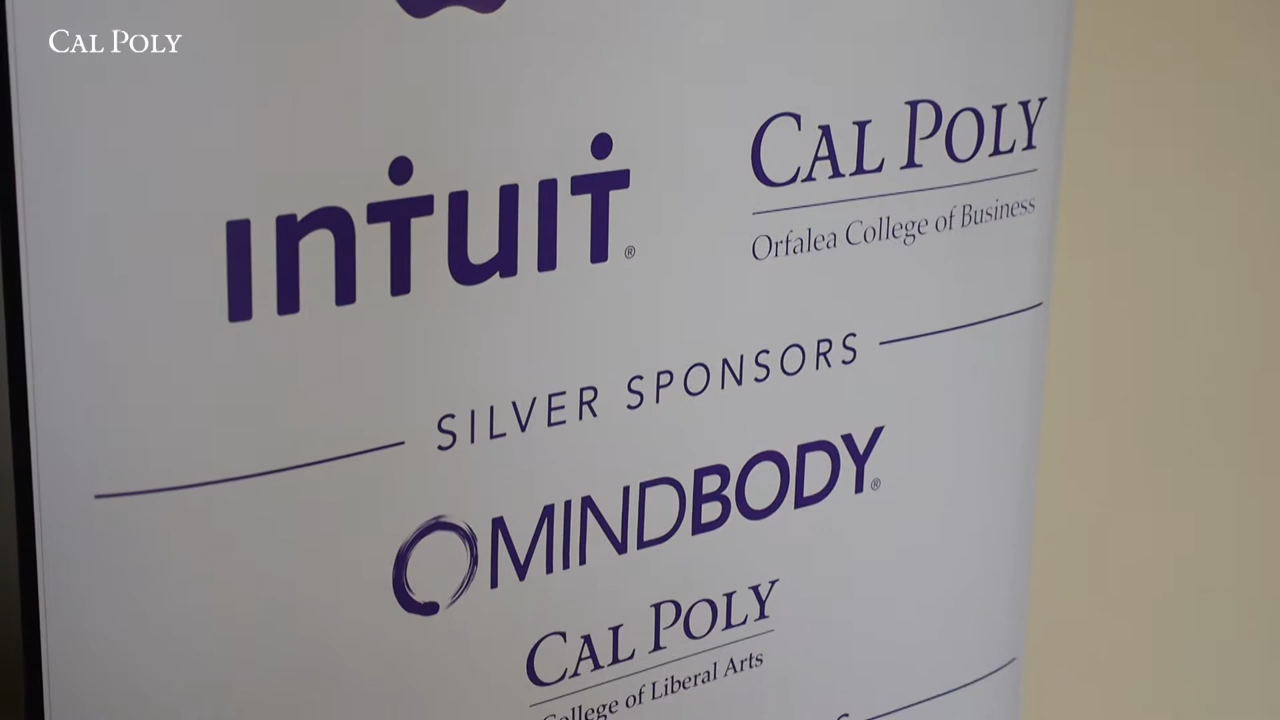 CAL POLY
INTUIT®
CAL POLY
Orfalea College of Business
SILVER SPONSORS
MINDBODY®
CAL POLY
College of Liberal Arts